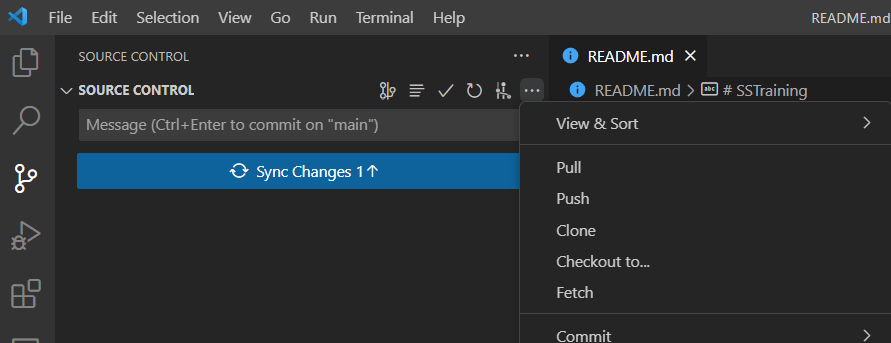 File Edit Selection View Go Run Terminal Help README.md
SOURCE CONTROL ···
README.md
SOURCE CONTROL ···
README.md > abc # SSTraining
Message (Ctrl+Enter to commit on "main")
Sync Changes 1↑
View & Sort
Pull
Push
Clone
Checkout to...
Fetch
Commit